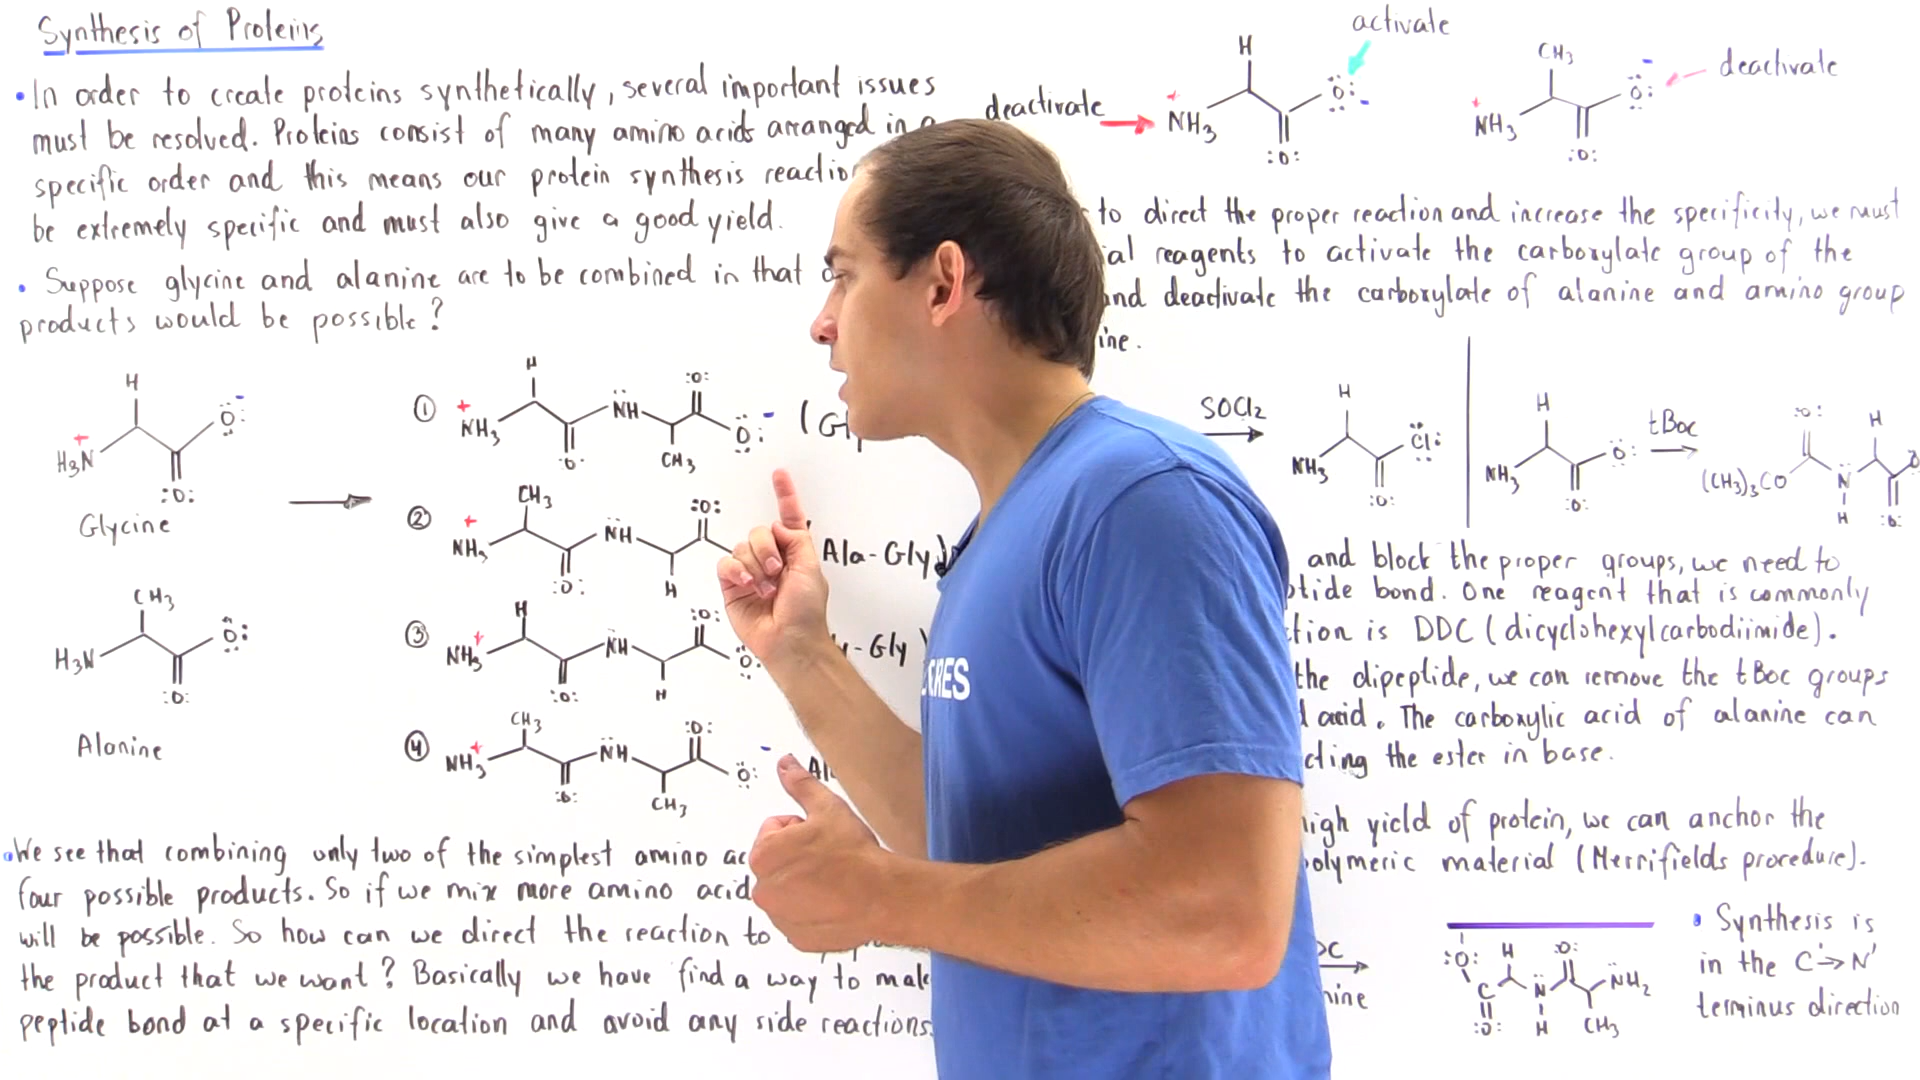 Synthesis of Proteins
• In order to create proteins synthetically, several important issues
must be resolved. Proteins consist of many amino acids arranged in a
specific order and this means our protein synthesis reactio
be extremely specific and must also give a good yield.
• Suppose glycine and alanine are to be combined in that
products would be possible?
H
:O:
-
+
H3N
:O:
Glycine
CH3
:O:
H3N
:O:
Alanine
① + NH3 H :O: NH CH3 :O: :O: - (Gl
② + NH3 CH3 :O: NH H :O: Ala-Gly)
③ + NH3 H :O: NH H :O: :O: -Gly)
④ + NH3 CH3 :O: NH CH3 :O: :O: - Al
• We see that combining only two of the simplest amino ac
four possible products. So if we mix more amino acid
will be possible. So how can we direct the reaction to
the product that we want? Basically we have find a way to mak
peptide bond at a specific location and avoid any side reactions.
activate
deactivate
+ NH3 H :O: - :O:
+ NH3 CH3 :O: - :O:
deactivate
to direct the proper reaction and increase the specificity, we must
ial reagents to activate the carboxylate group of the
and deactivate the carboxylate of alanine and amino group
ine.
SOCl2
NH3 H :Cl: :O:
NH3 H :O: :O:
tBoc
(CH3)3CO :O: N H H :O:
and block the proper groups, we need to
ptide bond. One reagent that is commonly
tion is DDC (dicyclohexylcarbodiimide).
the dipeptide, we can remove the tBoc groups
d acid. The carboxylic acid of alanine can
cting the ester in base.
high yield of protein, we can anchor the
polymeric material (Merrifields procedure).
C
nine
:O: C :O: H N H :O: CH3 NH2
• Synthesis is
in the C'→N'
terminus direction
ERES